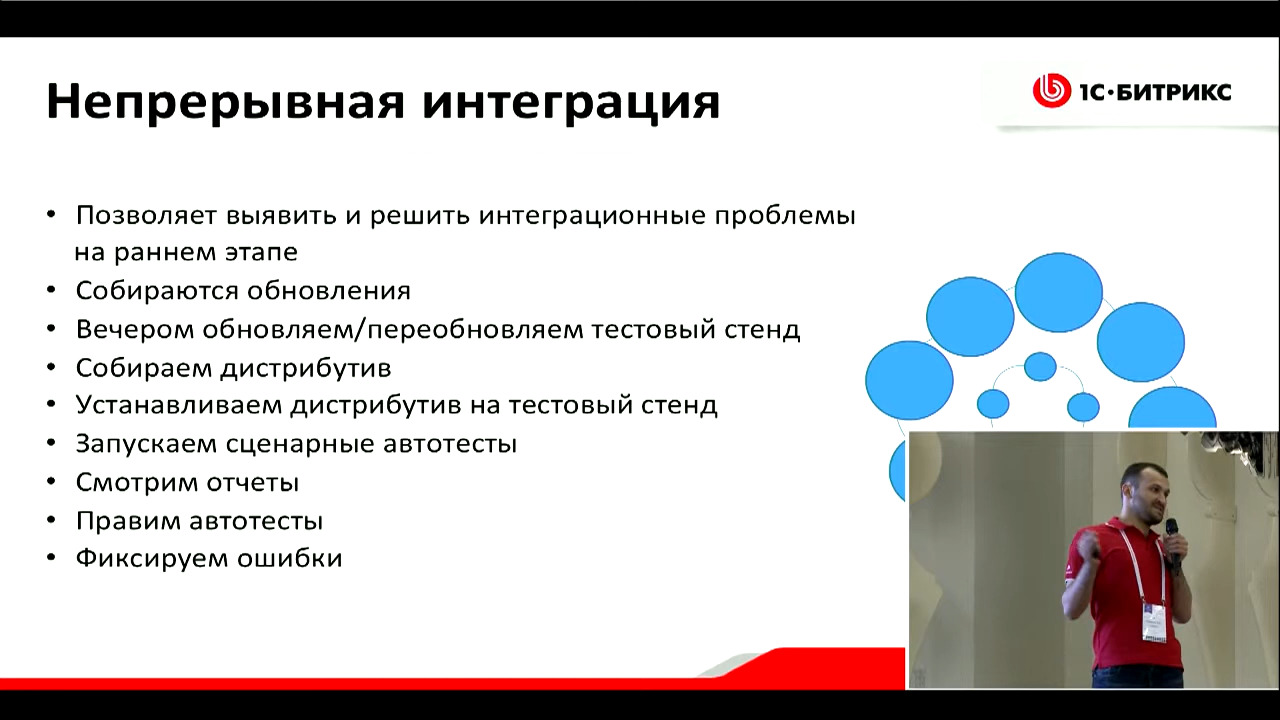 Непрерывная интеграция
1С·БИТРИКС
• Позволяет выявить и решить интеграционные проблемы
на раннем этапе
• Собираются обновления
• Вечером обновляем/переобновляем тестовый стенд
• Собираем дистрибутив
• Устанавливаем дистрибутив на тестовый стенд
• Запускаем сценарные автотесты
• Смотрим отчеты
• Правим автотесты
• Фиксируем ошибки